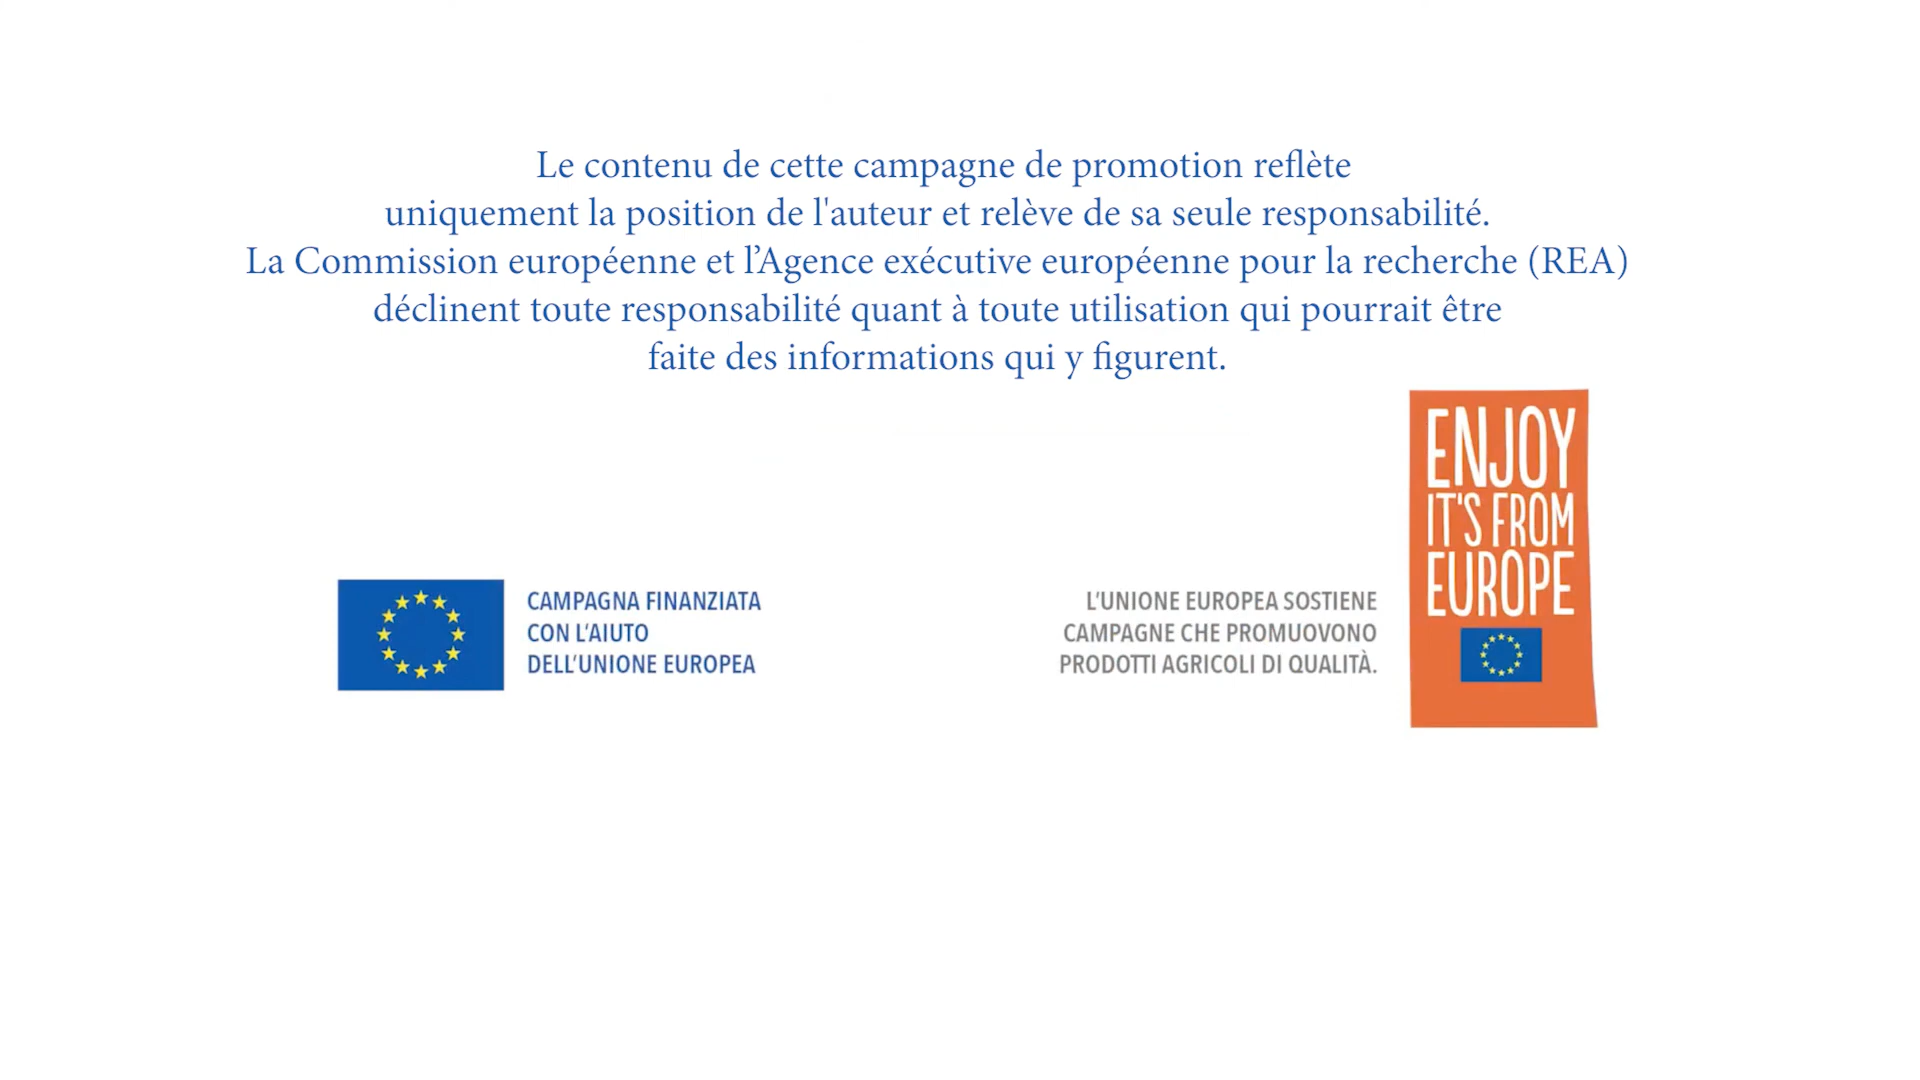 Le contenu de cette campagne de promotion reflète
uniquement la position de l'auteur et relève de sa seule responsabilité.
La Commission européenne et l’Agence exécutive européenne pour la recherche (REA)
déclinent toute responsabilité quant à toute utilisation qui pourrait être
faite des informations qui y figurent.
CAMPAGNA FINANZIATA
CON L’AIUTO
DELL’UNIONE EUROPEA
L’UNIONE EUROPEA SOSTIENE
CAMPAGNE CHE PROMUOVONO
PRODOTTI AGRICOLI DI QUALITÀ.
ENJOY
IT'S FROM
EUROPE